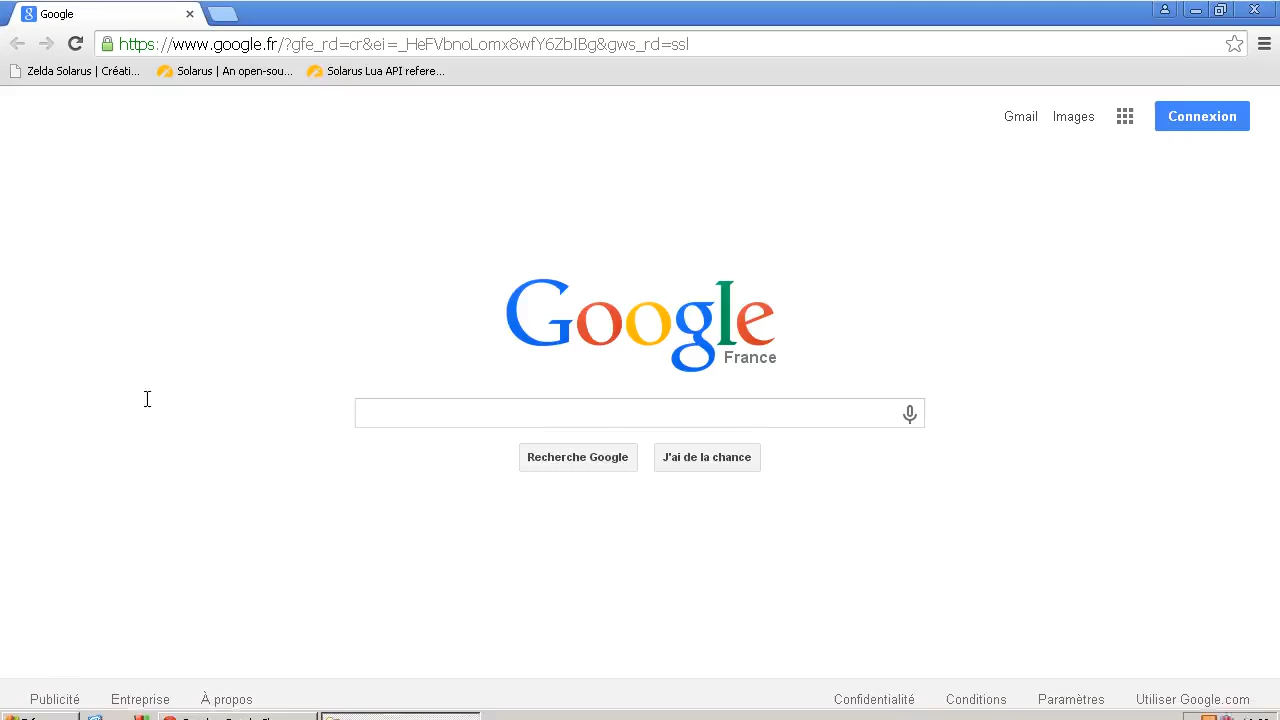 Google
https://www.google.fr/?gfe_rd=cr&ei=_HeFVbnoLomx8wfY6ZbIBg&gws_rd=ssl
Zelda Solarus | Créati... Solarus | An open-sou... Solarus Lua API refere...
Gmail Images Connexion
Google
France
Recherche Google J'ai de la chance
Publicité Entreprise À propos Confidentialité Conditions Paramètres Utiliser Google.com